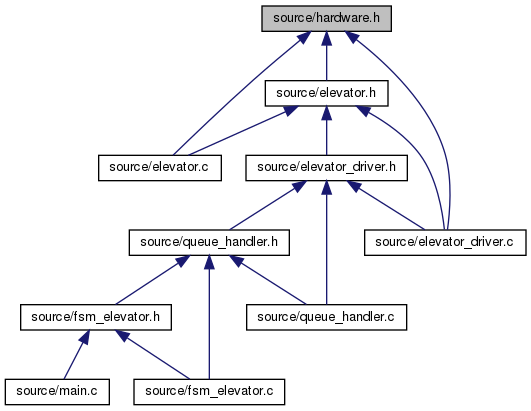 source/hardware.h
source/elevator.h
source/elevator.c
source/elevator_driver.h
source/queue_handler.h
source/elevator_driver.c
source/fsm_elevator.h
source/queue_handler.c
source/main.c
source/fsm_elevator.c